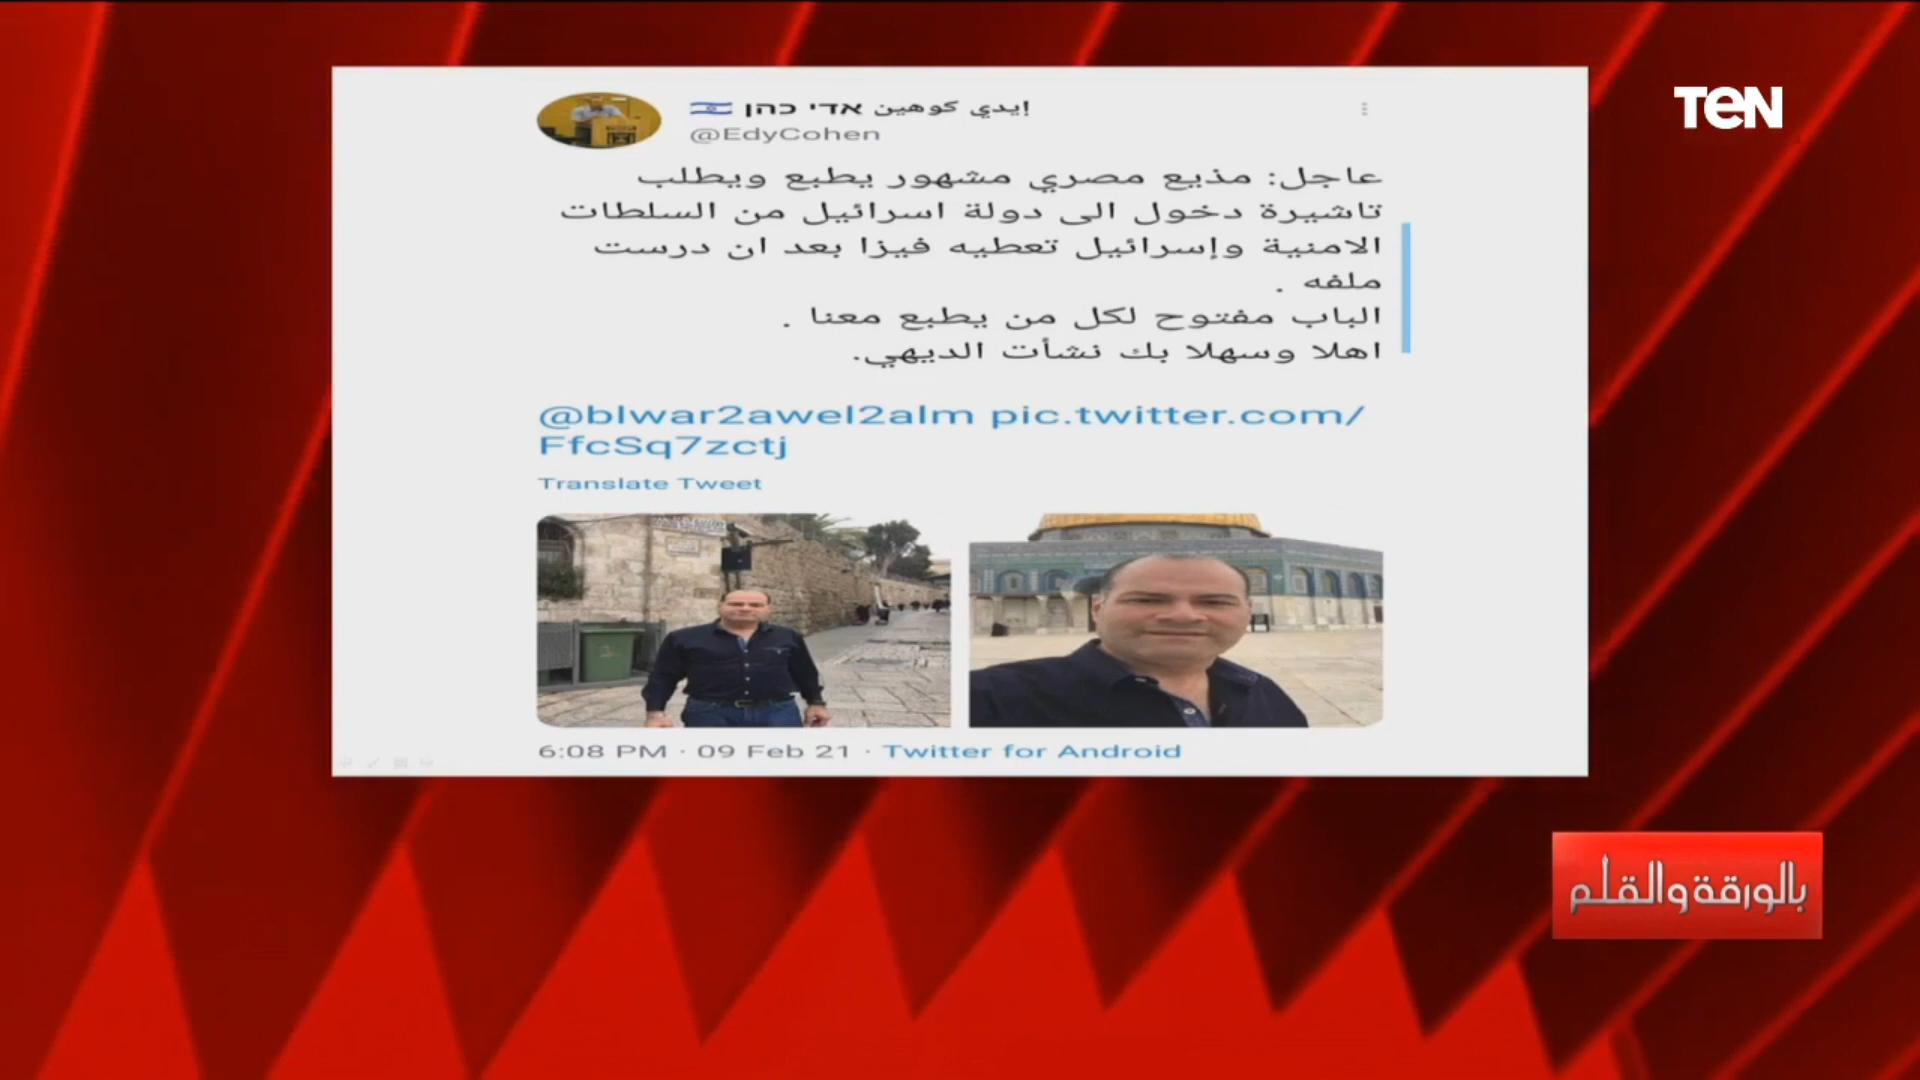 TeN
إيدي كوهين אדי כהן
@EdyCohen
عاجل: مذيع مصري مشهور يطبع ويطلب
تاشيرة دخول الى دولة اسرائيل من السلطات
الامنية وإسرائيل تعطيه فيزا بعد ان درست
ملفه .
الباب مفتوح لكل من يطبع معنا .
اهلا وسهلا بك نشأت الديهي.
@blwar2awel2alm pic.twitter.com/
FfcSq7zctj
Translate Tweet
6:08 PM · 09 Feb 21 · Twitter for Android
بالورقة والقلم